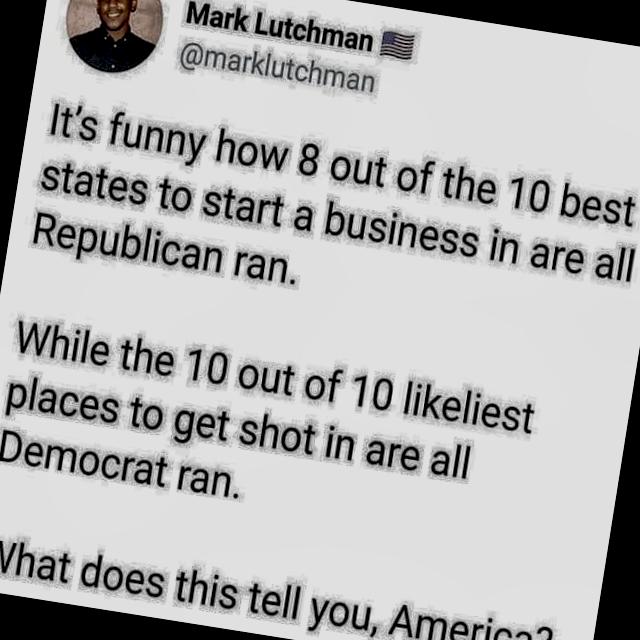 Mark Lutchman 🇺🇸
@marklutchman
It's funny how 8 out of the 10 best
states to start a business in are all
Republican ran.
While the 10 out of 10 likeliest
places to get shot in are all
Democrat ran.
What does this tell you, America?